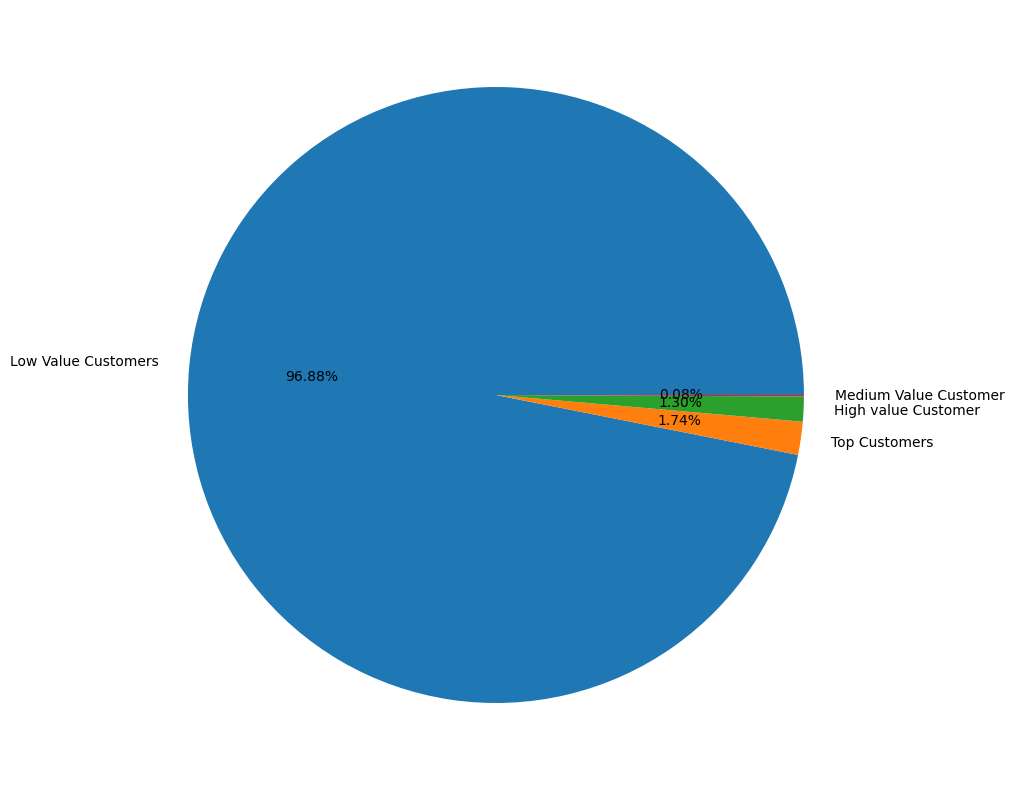 Low Value Customers
96.88%
0.08%
Medium Value Customer
1.30%
High value Customer
1.74%
Top Customers